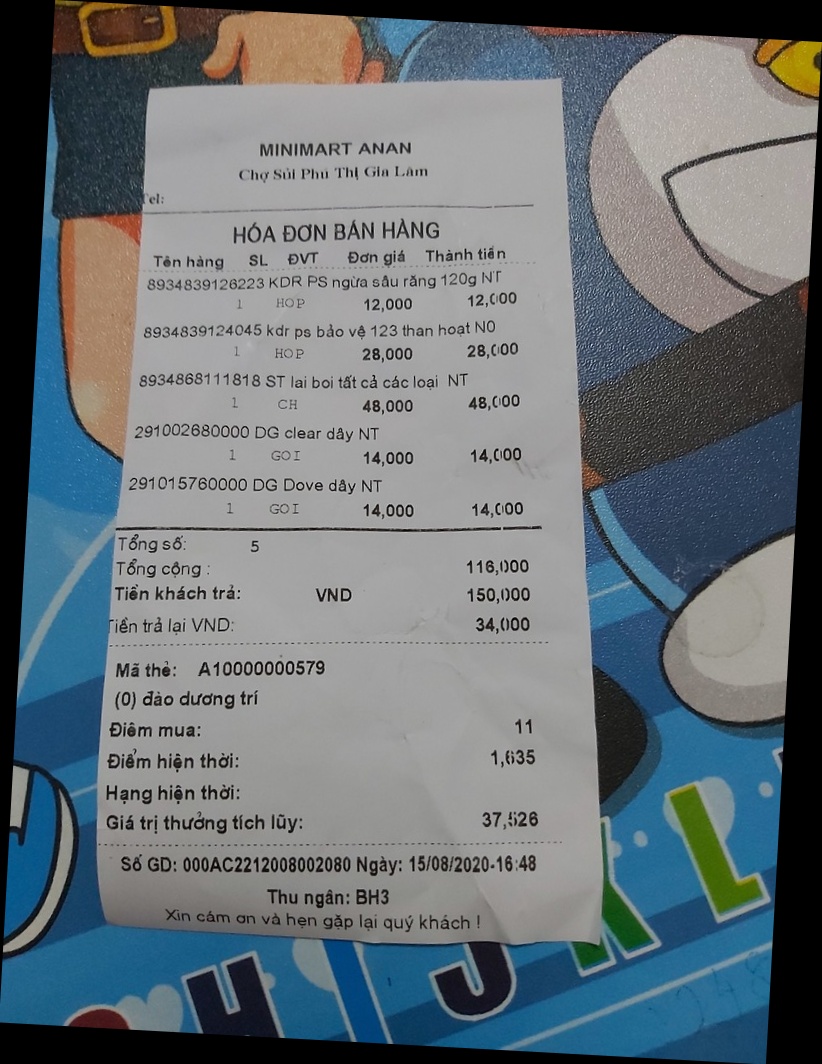 MINIMART ANAN
Chợ Sủi Phú Thị Gia Lâm
Tel:
HÓA ĐƠN BÁN HÀNG
Tên hàng SL ĐVT Đơn giá Thành tiền
8934839126223 KDR PS ngừa sâu răng 120g NT
1 HOP 12,000 12,000
8934839124045 kdr ps bảo vệ 123 than hoạt NO
1 HOP 28,000 28,000
8934868111818 ST lai boi tất cả các loại NT
1 CH 48,000 48,000
291002680000 DG clear dây NT
1 GOI 14,000 14,000
291015760000 DG Dove dây NT
1 GOI 14,000 14,000
Tổng số: 5
Tổng cộng : 116,000
Tiền khách trả: VND 150,000
Tiền trả lại VND: 34,000
Mã thẻ: A10000000579
(0) đào dương trí
Điểm mua: 11
Điểm hiện thời: 1,635
Hạng hiện thời:
Giá trị thưởng tích lũy: 37,526
Số GD: 000AC2212008002080 Ngày: 15/08/2020-16:48
Thu ngân: BH3
Xin cám ơn và hẹn gặp lại quý khách !
H I J K L